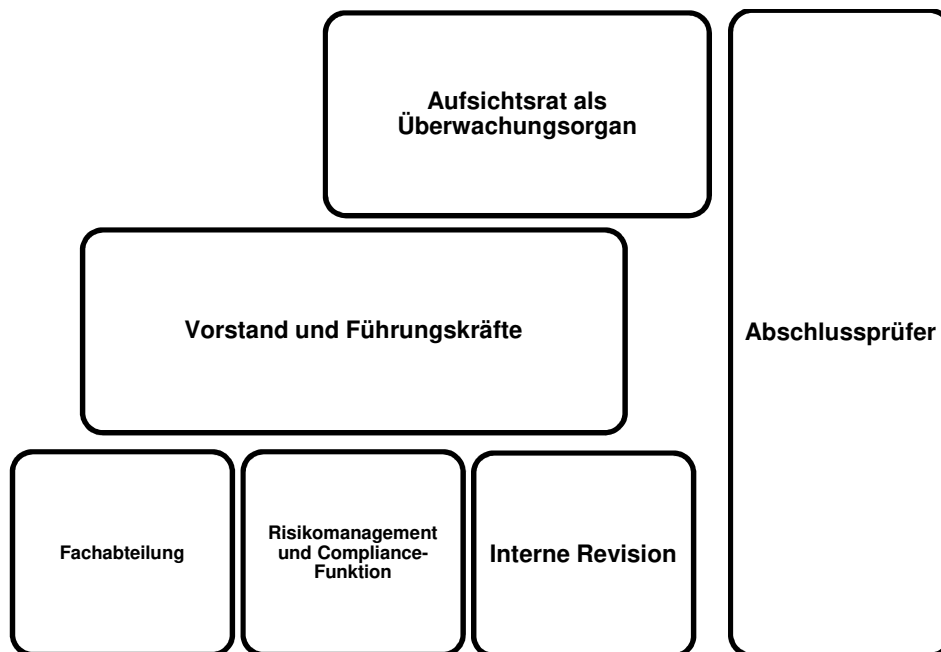 Aufsichtsrat als
Überwachungsorgan
Vorstand und Führungskräfte
Abschlussprüfer
Fachabteilung
Risikomanagement
und Compliance-
Funktion
Interne Revision